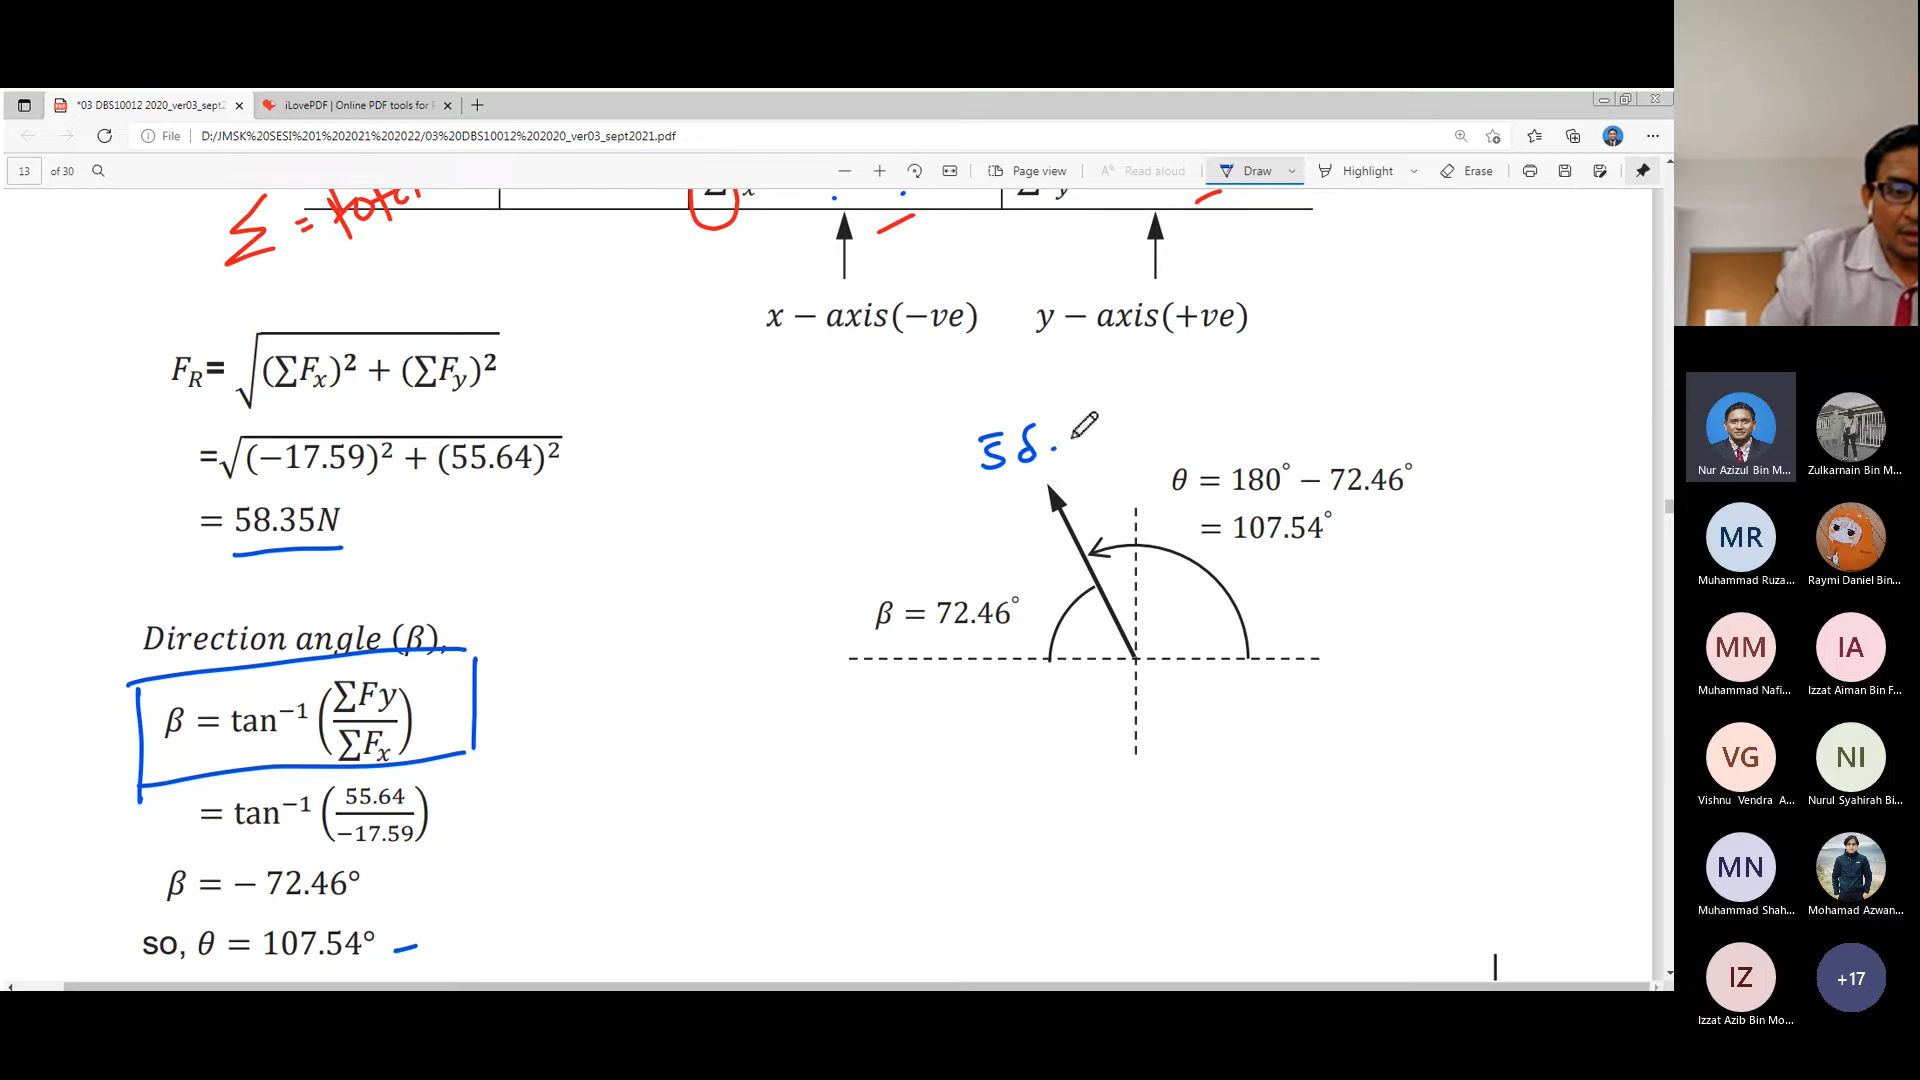 *03 DBS10012 2020_ver03_sept2
iLovePDF | Online PDF tools for
File
D:/JMSK%20SESI%201%202021%202022/03%20DBS10012%202020_ver03_sept2021.pdf
13
of 30
Page view
Read aloud
Draw
Highlight
Erase
Σ = total
x − axis(−ve)
y − axis(+ve)
F_R= √((∑F_x)² + (∑F_y)²)
=√((−17.59)² + (55.64)²)
= 58.35N
58.
θ = 180° − 72.46°
= 107.54°
β = 72.46°
Direction angle (β),
β = tan⁻¹ (∑Fy/∑F_x)
= tan⁻¹ (55.64/−17.59)
β = − 72.46°
so, θ = 107.54°
Nur Azizul Bin M...
Zulkarnain Bin M...
MR
Muhammad Ruza...
Raymi Daniel Bin...
MM
Muhammad Nafi...
IA
Izzat Aiman Bin F...
VG
Vishnu Vendra A...
NI
Nurul Syahirah Bi...
MN
Muhammad Shah...
Mohamad Azwan...
IZ
Izzat Azib Bin Mo...
+17